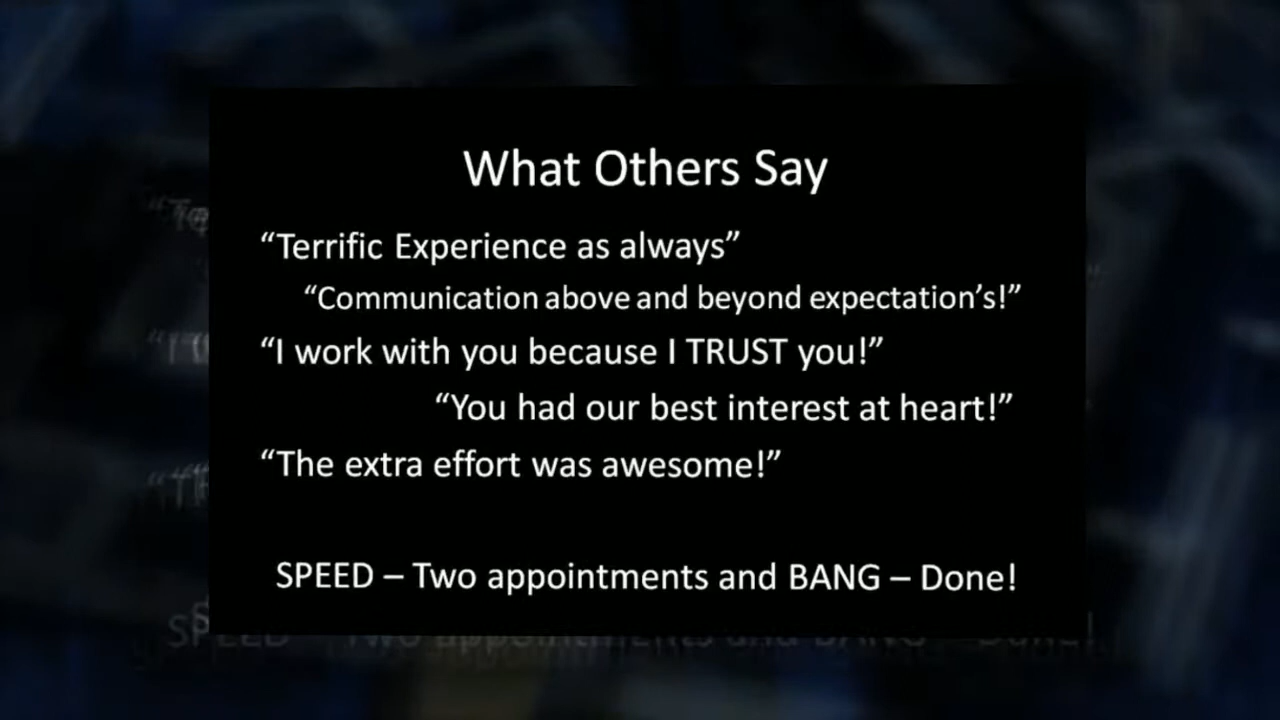 What Others Say
“Terrific Experience as always”
“Communication above and beyond expectation’s!”
“I work with you because I TRUST you!”
“You had our best interest at heart!”
“The extra effort was awesome!”
SPEED – Two appointments and BANG – Done!